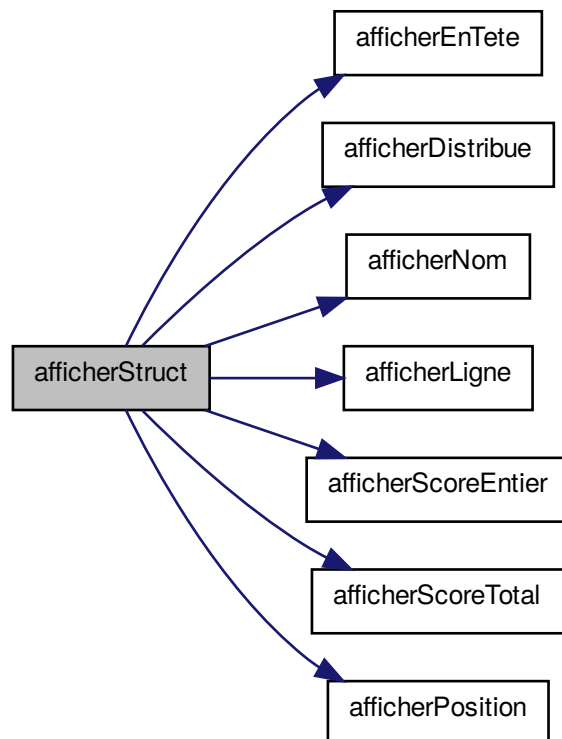 afficherEnTete
afficherDistribue
afficherNom
afficherStruct
afficherLigne
afficherScoreEntier
afficherScoreTotal
afficherPosition